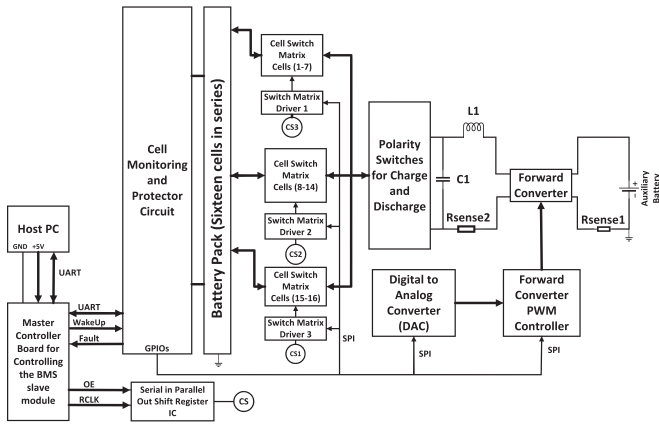 Cell Monitoring and Protector Circuit
GPIOs
Battery Pack (Sixteen cells in series)
Cell Switch
Matrix
Cells (1-7)
Switch Matrix
Driver 1
CS3
Cell Switch
Matrix
Cells (8-14)
Switch Matrix
Driver 2
CS2
Cell Switch
Matrix
Cells (15-16)
Switch Matrix
Driver 3
CS1
SPI
Polarity
Switches
for Charge
and
Discharge
L1
C1
Rsense2
Forward
Converter
Rsense1
+
-
Auxiliary
Battery
Digital to
Analog
Converter
(DAC)
SPI
Forward
Converter
PWM
Controller
SPI
Host PC
GND +5V
UART
Master
Controller
Board for
Controlling
the BMS
slave
module
UART
WakeUp
Fault
OE
RCLK
Serial in Parallel
Out Shift Register
IC
CS